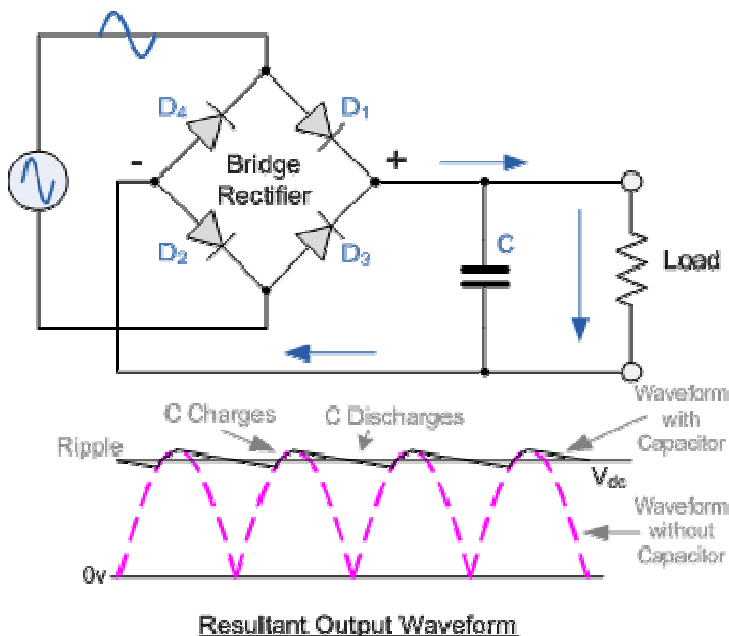 D4
D1
-
+
Bridge
Rectifier
D2
D3
C
Load
C Charges
C Discharges
Waveform
with
Capacitor
Ripple
Vdc
Waveform
without
Capacitor
0v
Resultant Output Waveform